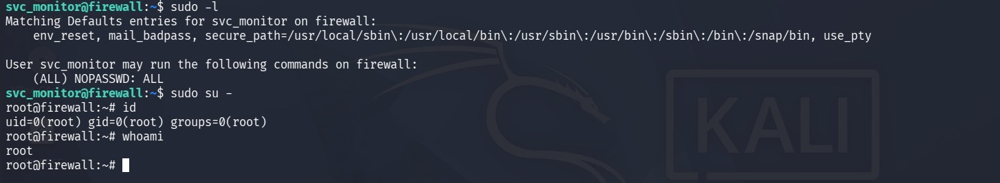 svc_monitor@firewall:~$ sudo -l
Matching Defaults entries for svc_monitor on firewall:
    env_reset, mail_badpass, secure_path=/usr/local/sbin\:/usr/local/bin\:/usr/sbin\:/usr/bin\:/sbin\:/bin\:/snap/bin, use_pty

User svc_monitor may run the following commands on firewall:
    (ALL) NOPASSWD: ALL
svc_monitor@firewall:~$ sudo su -
root@firewall:~# id
uid=0(root) gid=0(root) groups=0(root)
root@firewall:~# whoami
root
root@firewall:~#
KALI